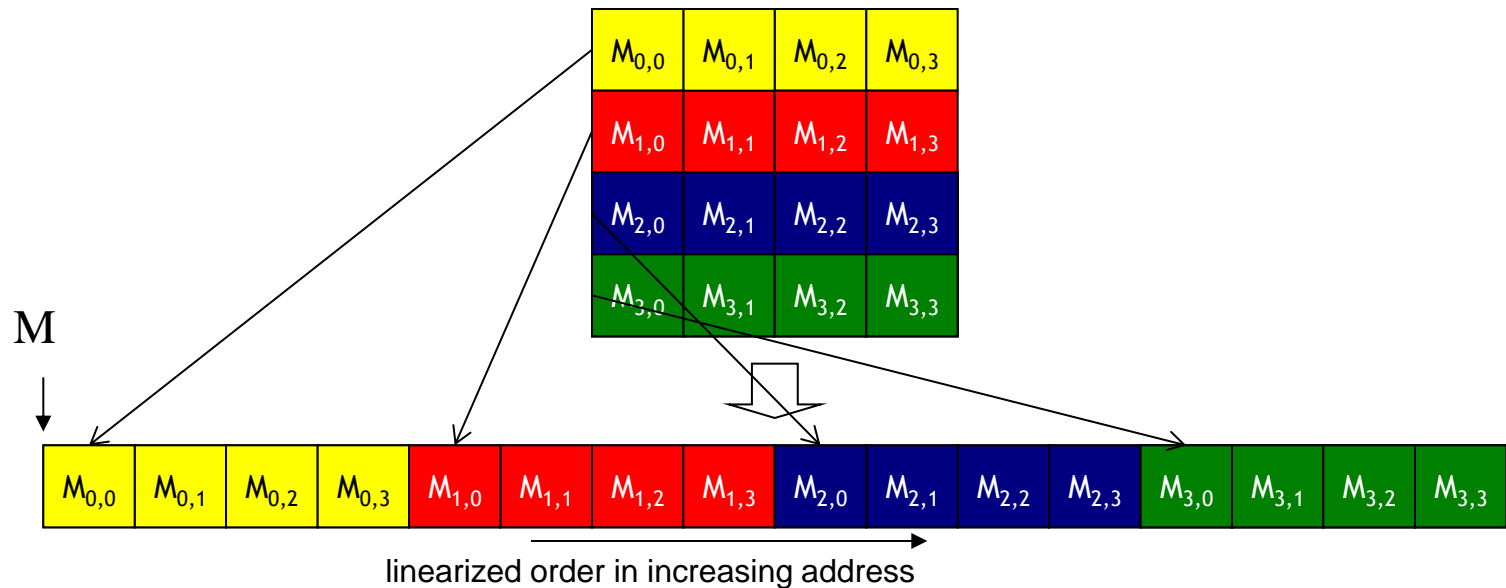 M0,0 M0,1 M0,2 M0,3
M1,0 M1,1 M1,2 M1,3
M2,0 M2,1 M2,2 M2,3
M3,0 M3,1 M3,2 M3,3
M
M0,0 M0,1 M0,2 M0,3 M1,0 M1,1 M1,2 M1,3 M2,0 M2,1 M2,2 M2,3 M3,0 M3,1 M3,2 M3,3
linearized order in increasing address